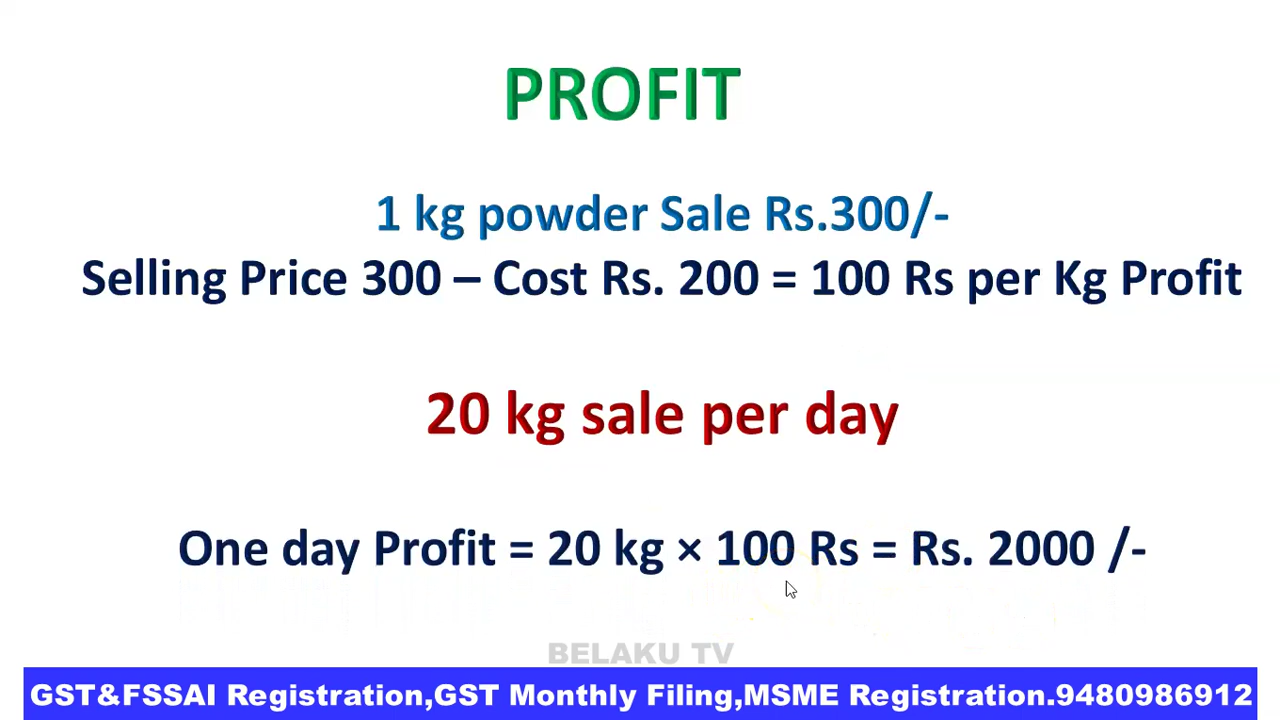 PROFIT
1 kg powder Sale Rs.300/-
Selling Price 300 – Cost Rs. 200 = 100 Rs per Kg Profit
20 kg sale per day
One day Profit = 20 kg × 100 Rs = Rs. 2000 /-
BELAKU TV
GST&FSSAI Registration,GST Monthly Filing,MSME Registration.9480986912